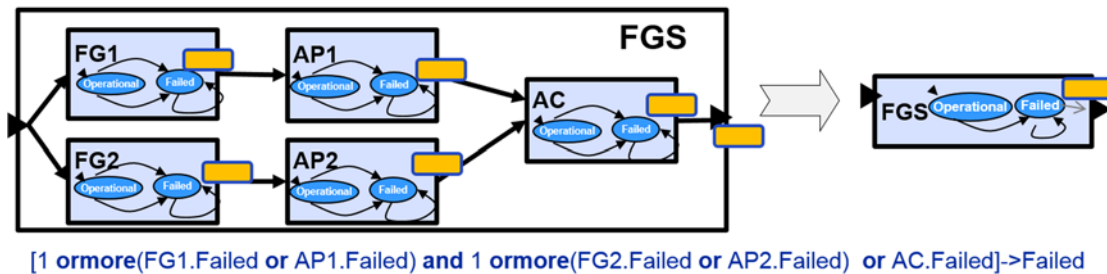 FGS
FG1
Operational
Failed
AP1
Operational
Failed
AC
Operational
Failed
FG2
Operational
Failed
AP2
Operational
Failed
FGS
Operational
Failed
[1 ormore(FG1.Failed or AP1.Failed) and 1 ormore(FG2.Failed or AP2.Failed) or AC.Failed]->Failed